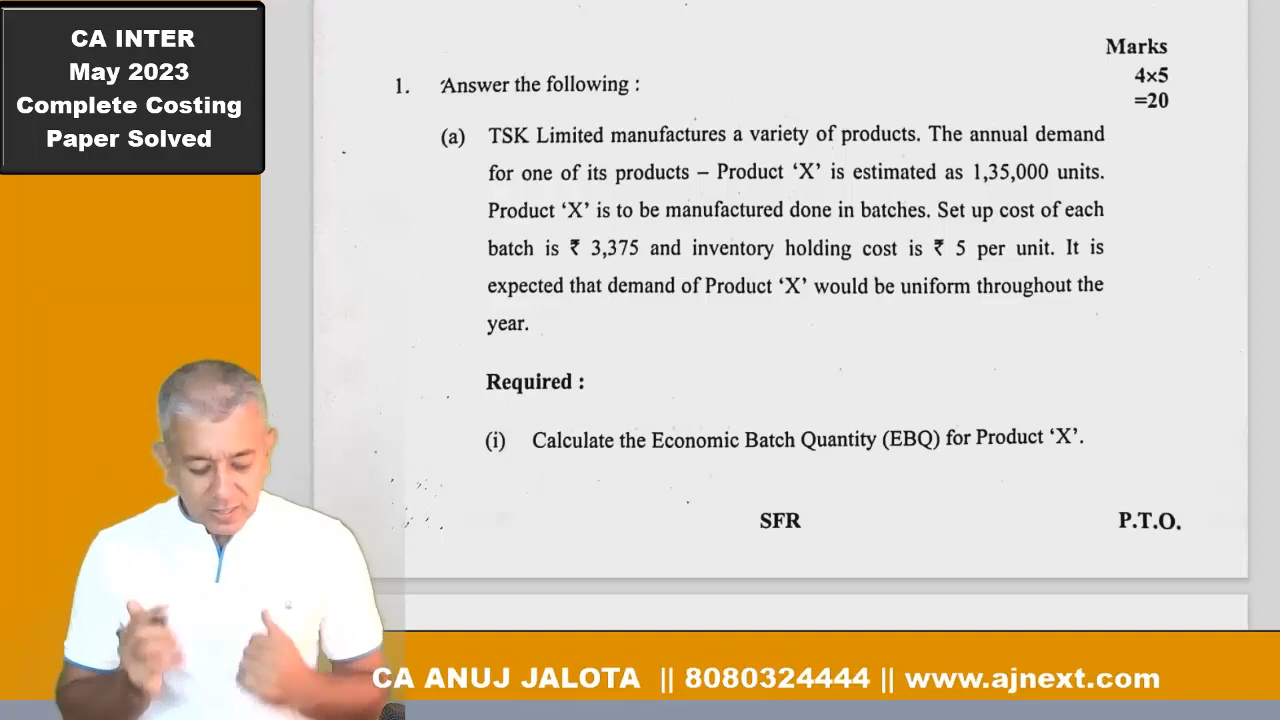 CA INTER
May 2023
Complete Costing
Paper Solved
Marks
1. Answer the following :
4×5
=20
(a) TSK Limited manufactures a variety of products. The annual demand
for one of its products – Product ‘X’ is estimated as 1,35,000 units.
Product ‘X’ is to be manufactured done in batches. Set up cost of each
batch is ₹ 3,375 and inventory holding cost is ₹ 5 per unit. It is
expected that demand of Product ‘X’ would be uniform throughout the
year.
Required :
(i) Calculate the Economic Batch Quantity (EBQ) for Product ‘X’.
SFR
P.T.O.
CA ANUJ JALOTA || 8080324444 || www.ajnext.com